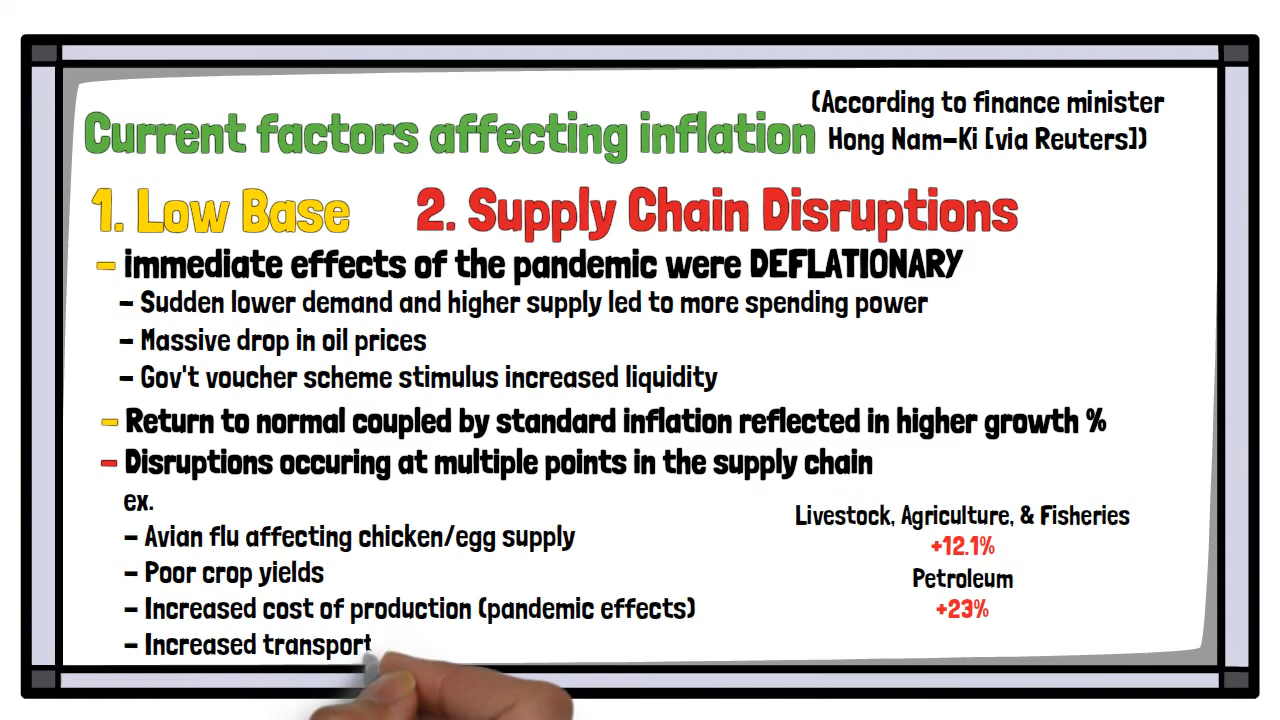 Current factors affecting inflation
(According to finance minister
Hong Nam-Ki [via Reuters])
1. Low Base
2. Supply Chain Disruptions
- immediate effects of the pandemic were DEFLATIONARY
- Sudden lower demand and higher supply led to more spending power
- Massive drop in oil prices
- Gov't voucher scheme stimulus increased liquidity
- Return to normal coupled by standard inflation reflected in higher growth %
- Disruptions occuring at multiple points in the supply chain
ex.
- Avian flu affecting chicken/egg supply
- Poor crop yields
- Increased cost of production (pandemic effects)
- Increased transport
Livestock, Agriculture, & Fisheries
+12.1%
Petroleum
+23%